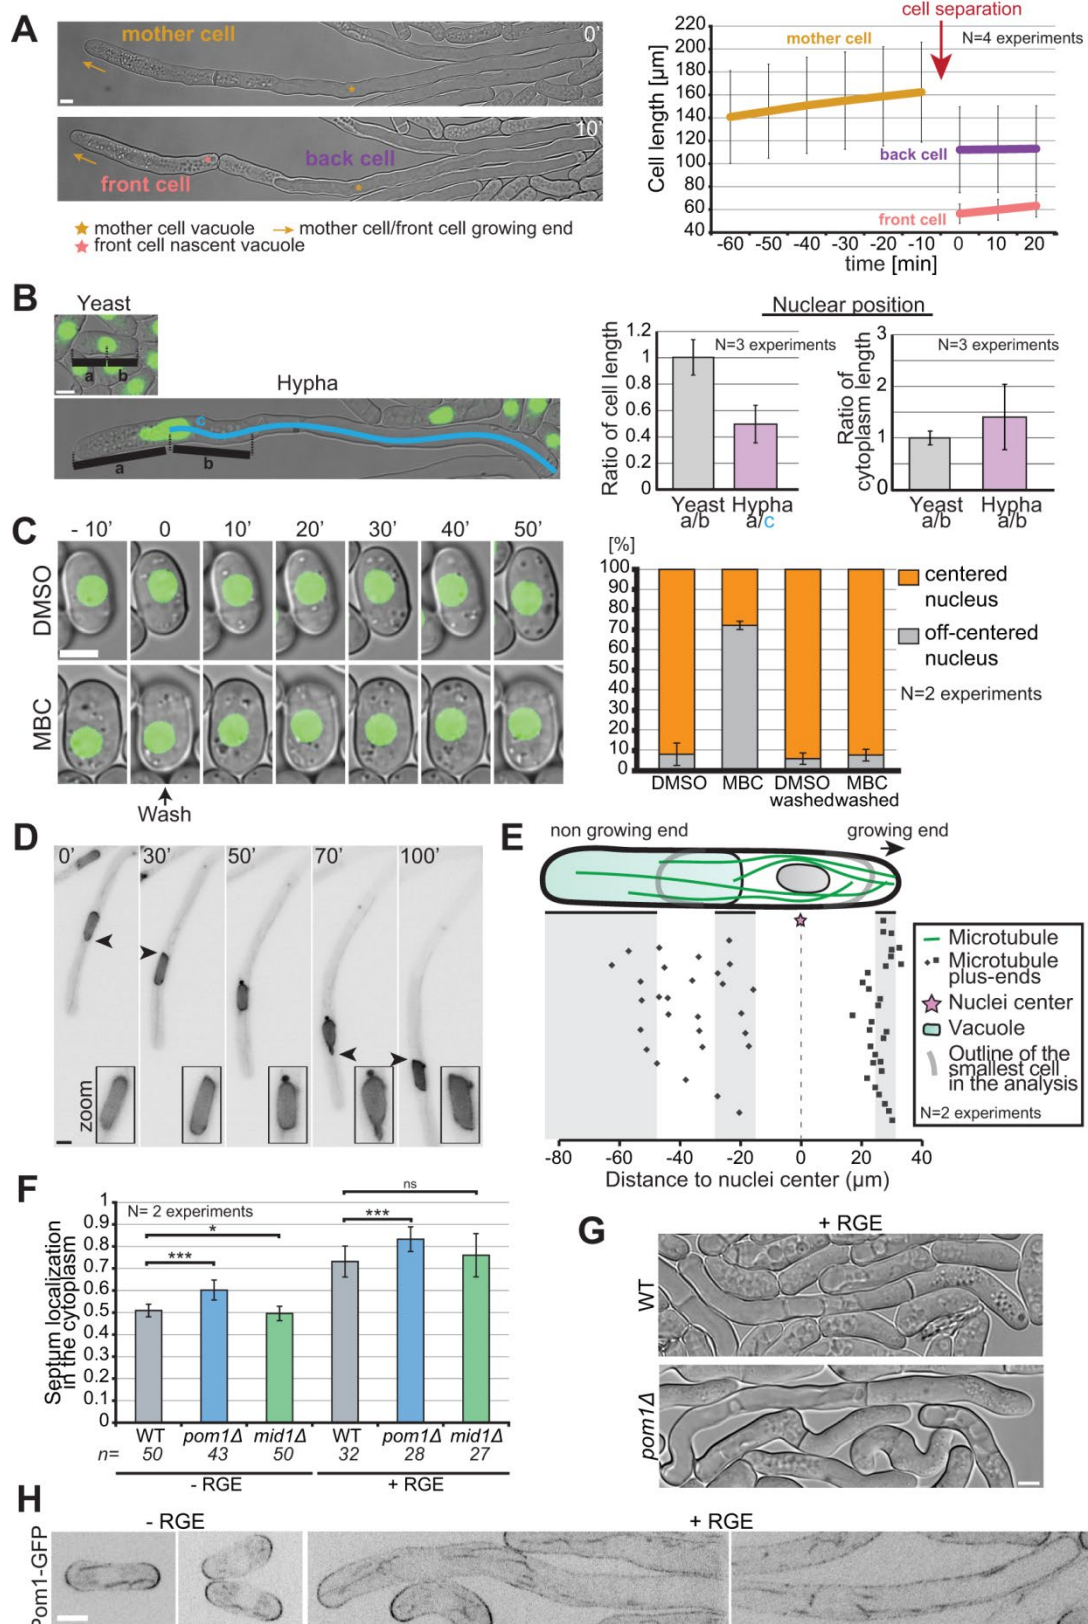 A
mother cell
0'
10'
back cell
front cell
mother cell vacuole
mother cell/front cell growing end
front cell nascent vacuole
cell separation
N=4 experiments
mother cell
back cell
front cell
Cell length [µm]
220
200
180
160
140
120
100
80
60
40
-60 -50 -40 -30 -20 -10 0 10 20
time [min]
B
Yeast
a b
Hypha
c
a b
Nuclear position
N=3 experiments
Ratio of cell length
1.2
1
0.8
0.6
0.4
0.2
0
Yeast Hypha
a/b a/c
N=3 experiments
Ratio of
cytoplasm length
3
2
1
0
Yeast Hypha
a/b a/b
C
- 10' 0 10' 20' 30' 40' 50'
DMSO
MBC
Wash
[%]
100
90
80
70
60
50
40
30
20
10
0
DMSO MBC DMSO MBC
washed washed
centered
nucleus
off-centered
nucleus
N=2 experiments
D
0' 30' 50' 70' 100'
zoom
E
non growing end growing end
Microtubule
Microtubule
plus-ends
Nuclei center
Vacuole
Outline of the
smallest cell
in the analysis
N=2 experiments
-80 -60 -40 -20 0 20 40
Distance to nuclei center (µm)
F
N= 2 experiments
ns
*** * ***
Septum localization
in the cytoplasm
1
0.9
0.8
0.7
0.6
0.5
0.4
0.3
0.2
0.1
0
WT pom1Δ mid1Δ WT pom1Δ mid1Δ
n= 50 43 50 32 28 27
- RGE + RGE
G
+ RGE
WT
pom1Δ
H
- RGE + RGE
Pom1-GFP